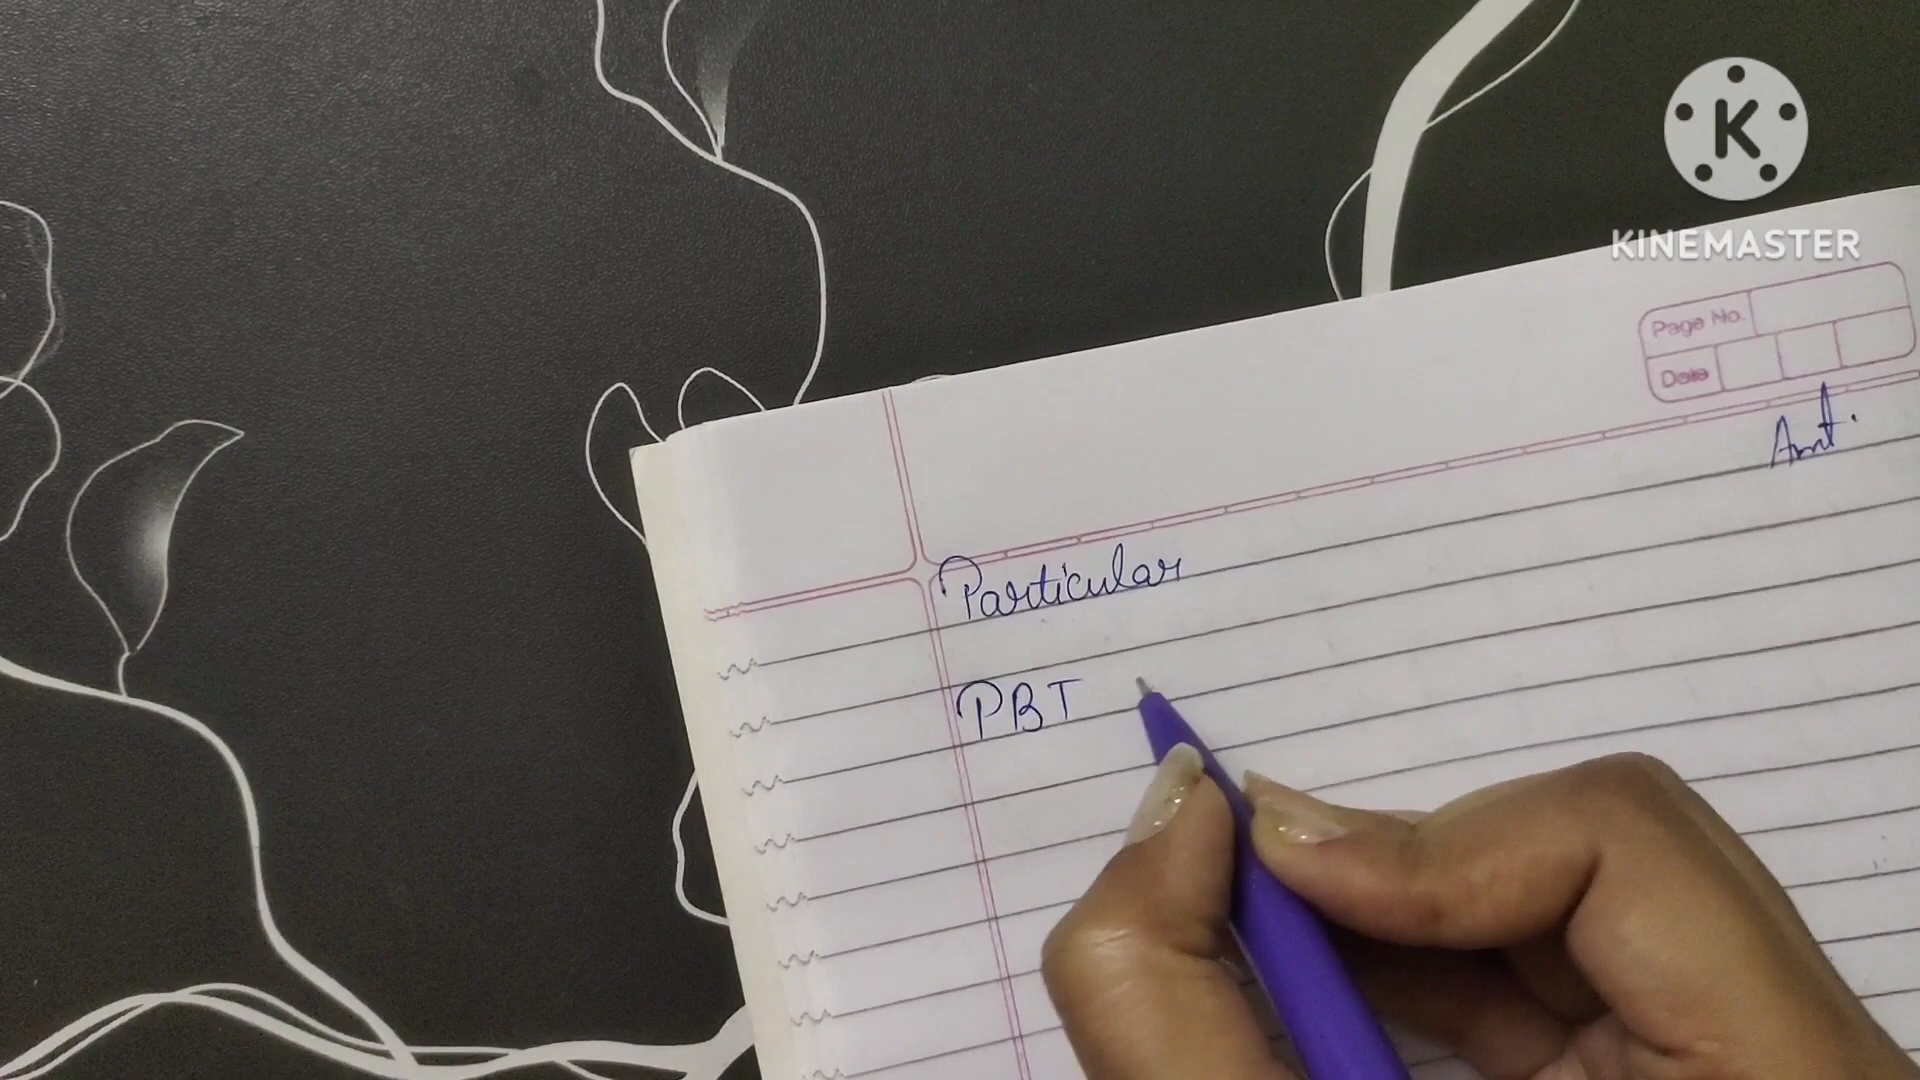 K
KINEMASTER
Page No.
Date
Amt.
Particular
PBT